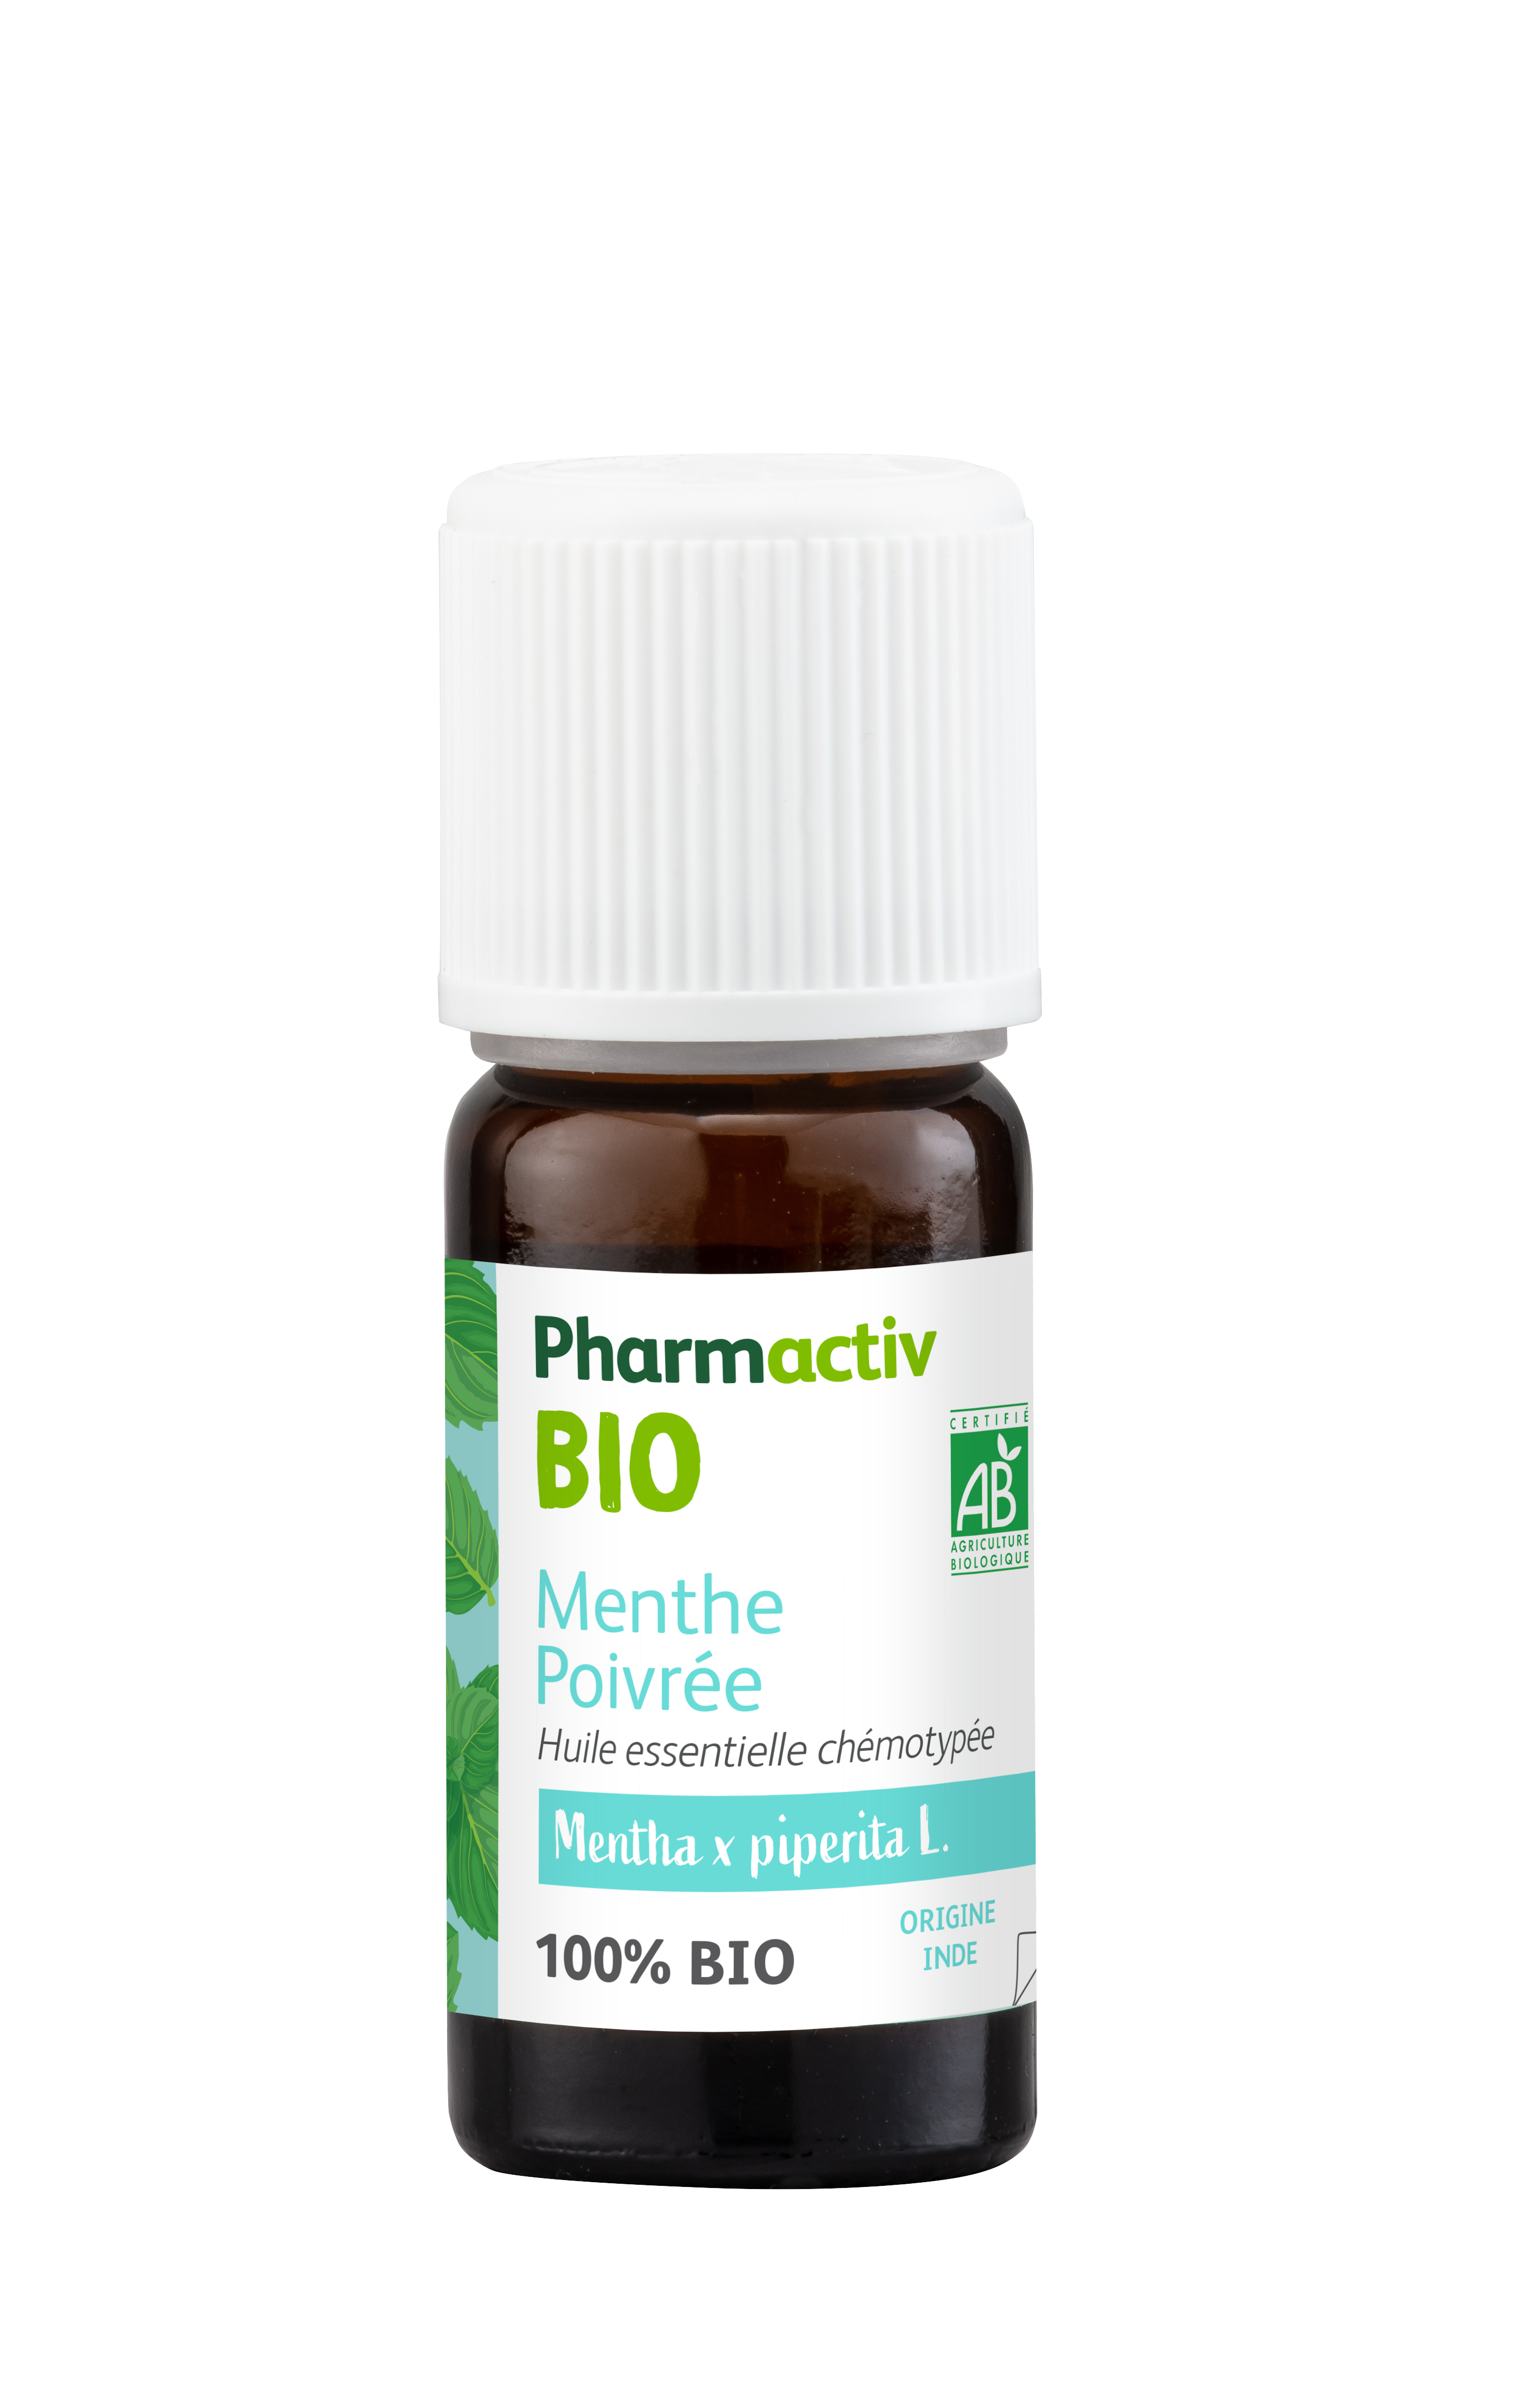 Pharmactiv
BIO
CERTIFIÉ
AB
AGRICULTURE
BIOLOGIQUE
Menthe
Poivrée
Huile essentielle chémotypée
Mentha x piperita L.
ORIGINE
INDE
100% BIO